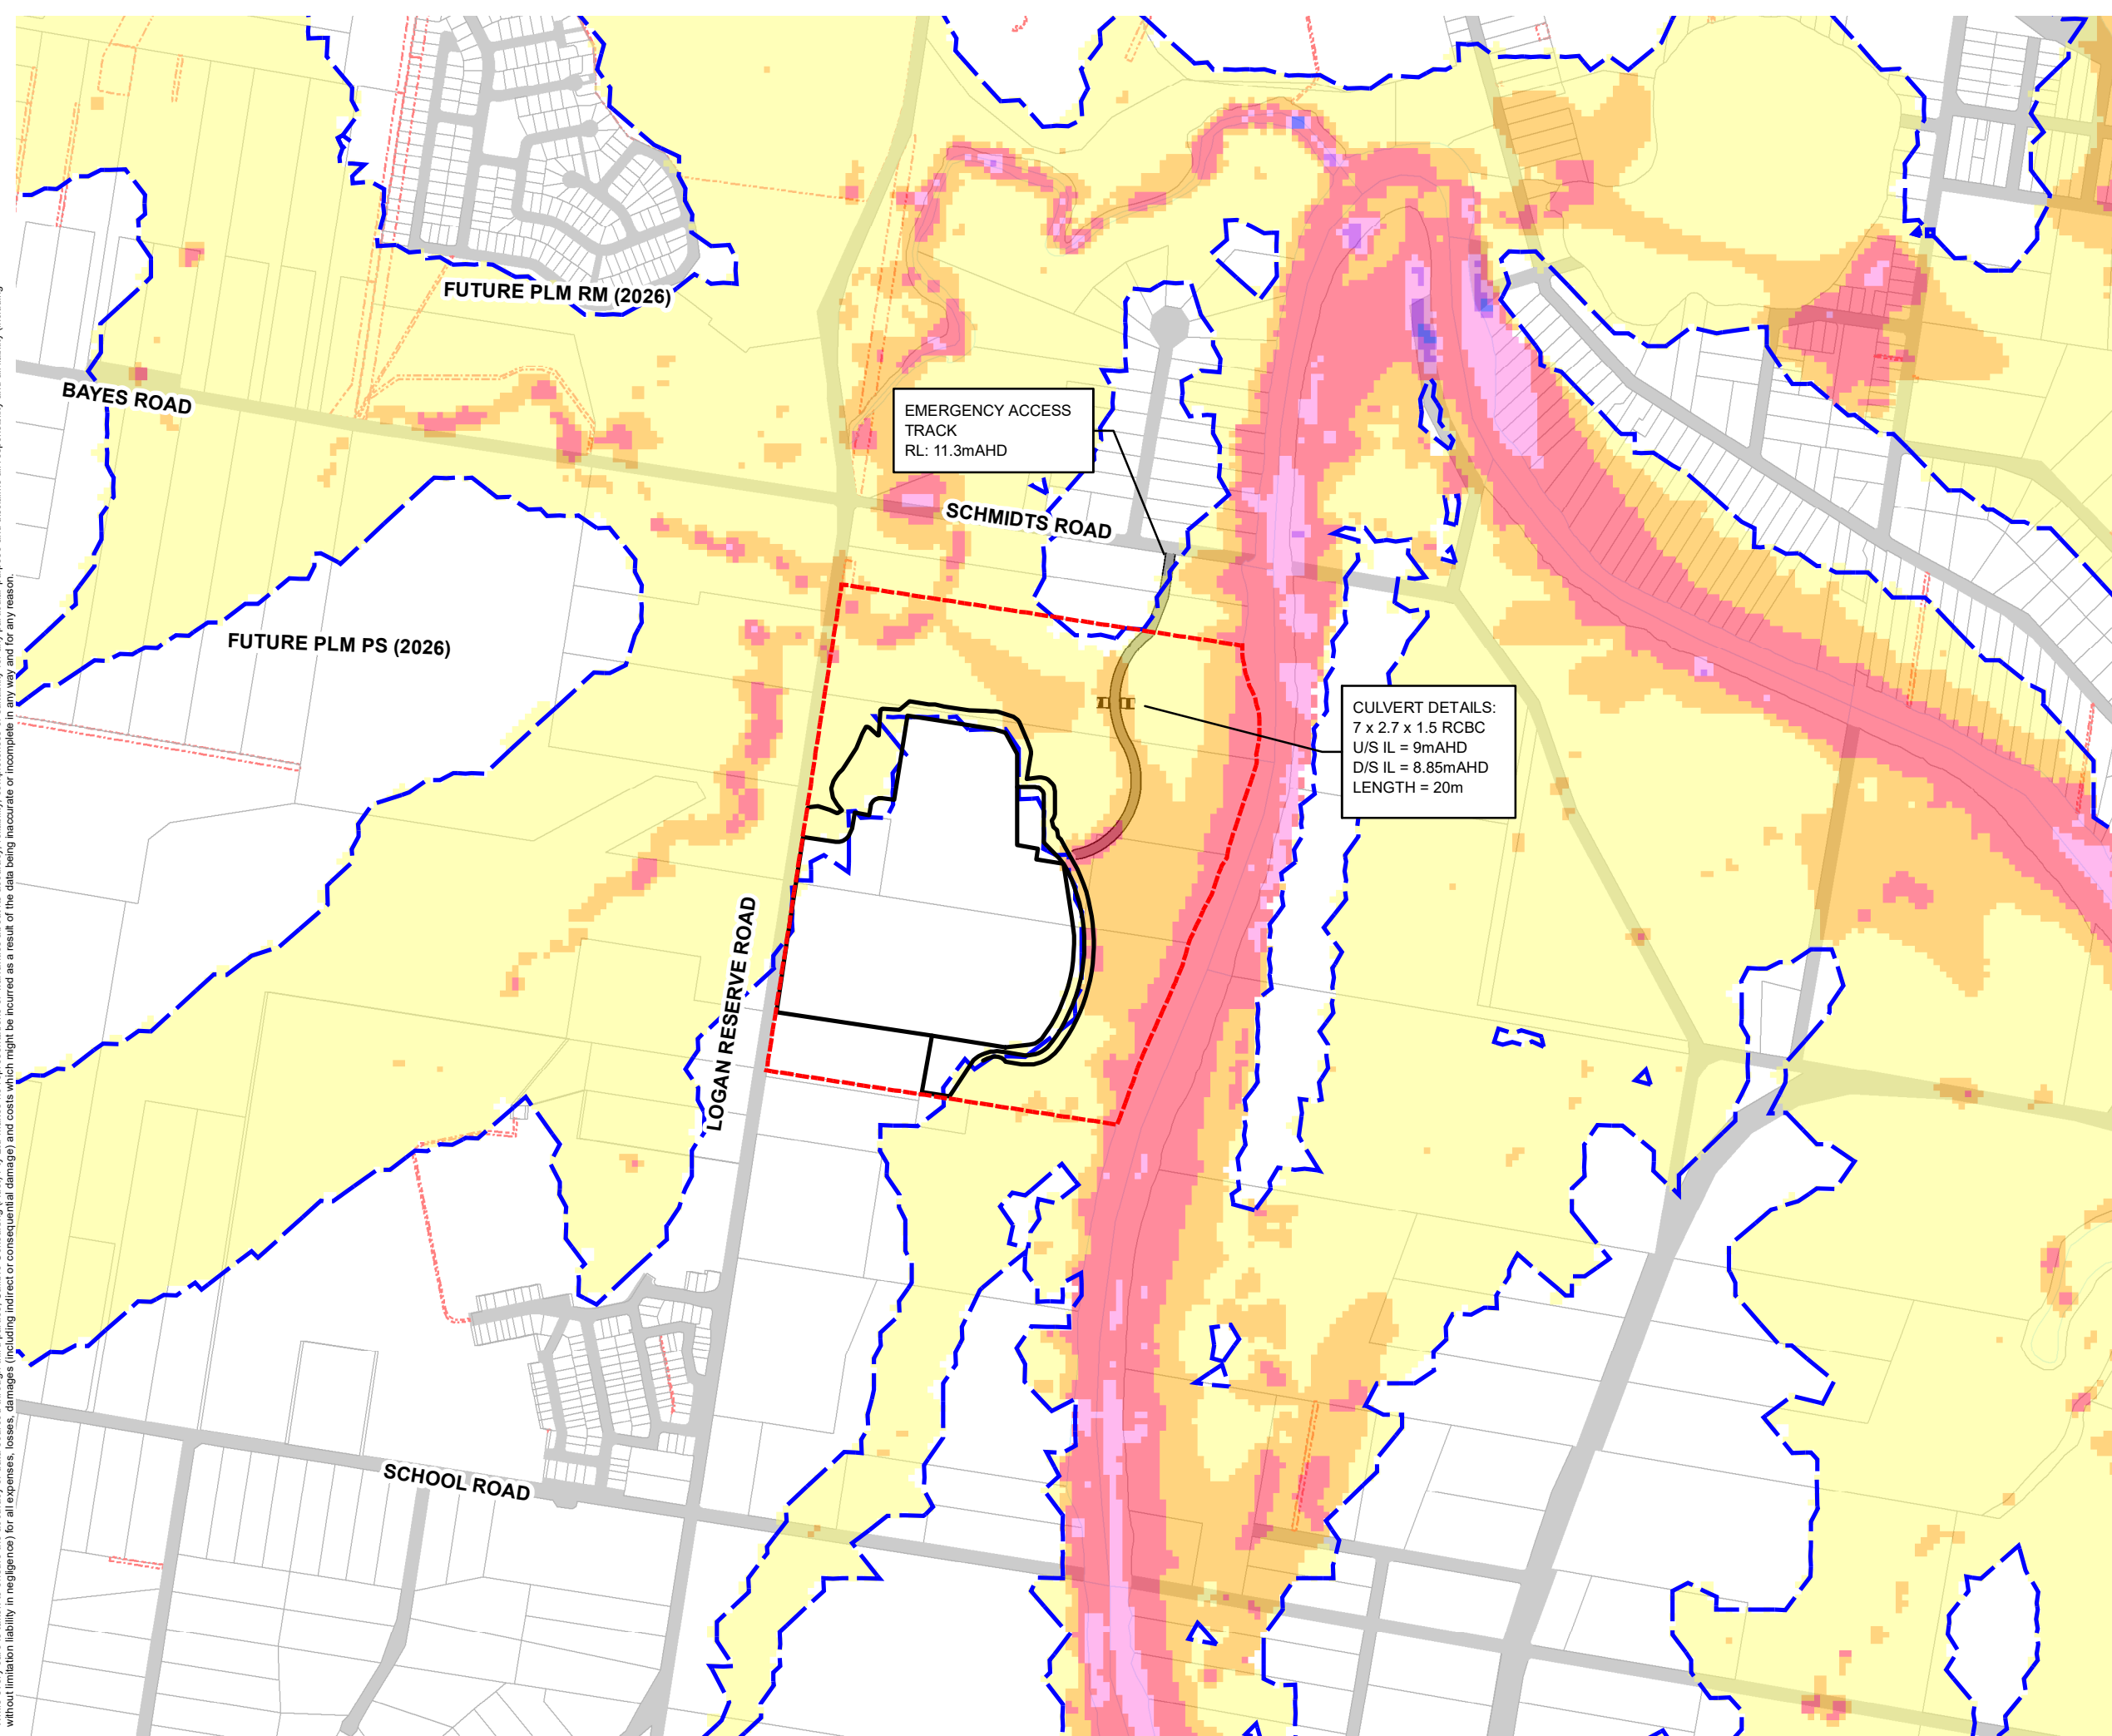 FUTURE PLM RM (2026)
BAYES ROAD
EMERGENCY ACCESS
TRACK
RL: 11.3mAHD
SCHMIDTS ROAD
FUTURE PLM PS (2026)
CULVERT DETAILS:
7 x 2.7 x 1.5 RCBC
U/S IL = 9mAHD
D/S IL = 8.85mAHD
LENGTH = 20m
LOGAN RESERVE ROAD
SCHOOL ROAD
without limitation liability in negligence) for all expenses, losses, damages (including indirect or consequential damage) and costs which might be incurred as a result of the data being inaccurate or incomplete in any way and for any reason.